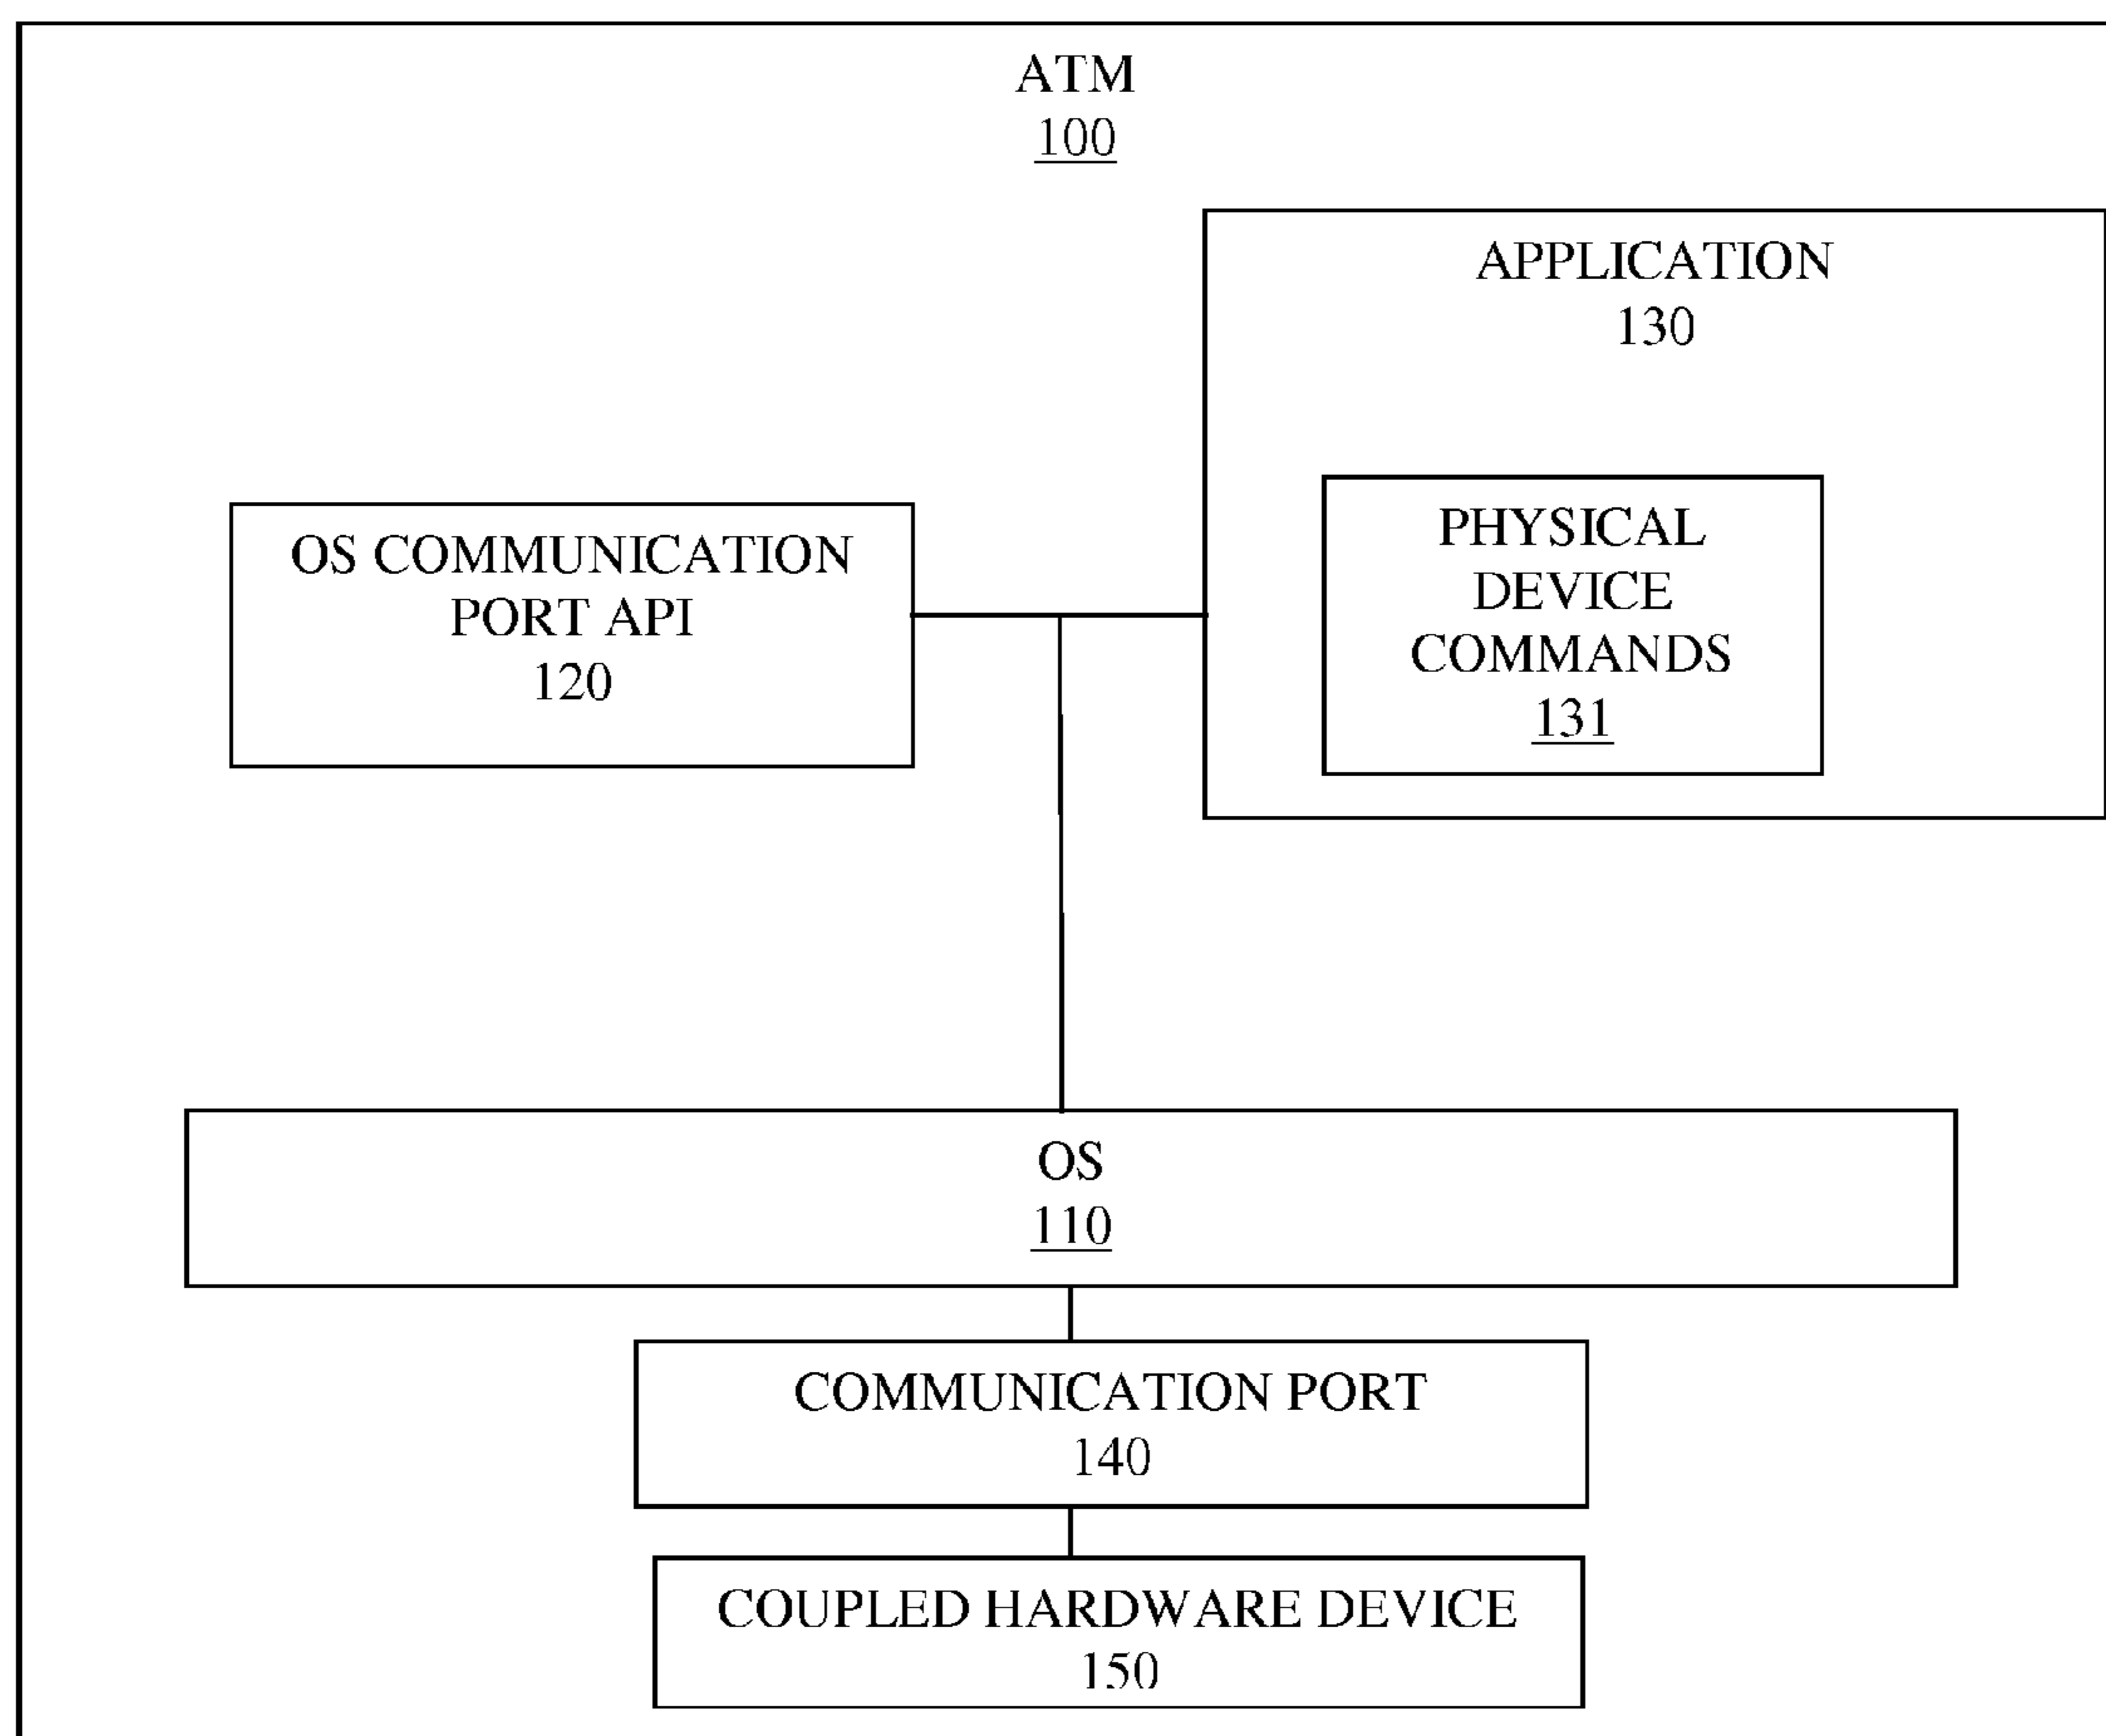 ATM
100
APPLICATION
130
OS COMMUNICATION
PORT API
120
PHYSICAL
DEVICE
COMMANDS
131
OS
110
COMMUNICATION PORT
140
COUPLED HARDWARE DEVICE
150